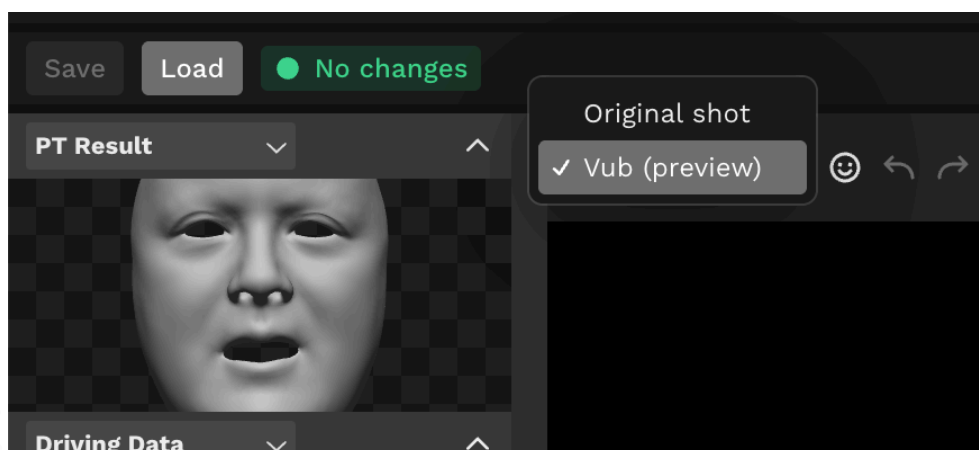 Save
Load
No changes
Original shot
Vub (preview)
PT Result
Driving Data